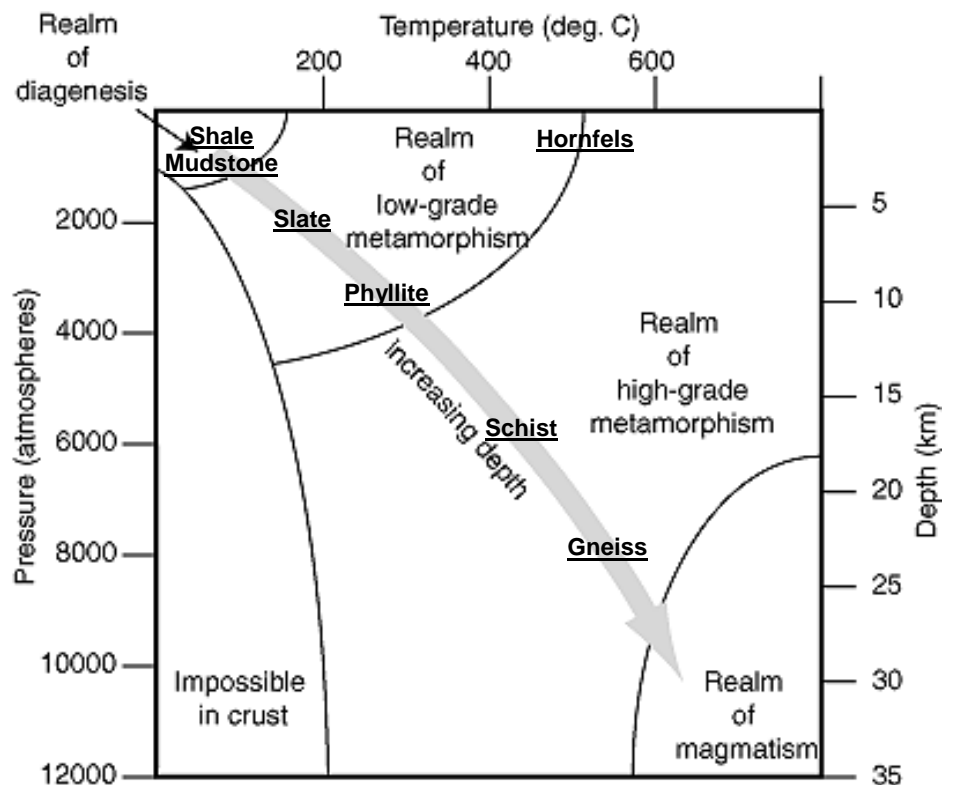 Realm
of
diagenesis
Temperature (deg. C)
200
400
600
Shale
Mudstone
Realm
of
low-grade
metamorphism
Hornfels
Slate
Phyllite
increasing depth
Schist
Gneiss
Realm
of
high-grade
metamorphism
Impossible
in crust
Realm
of
magmatism
Pressure (atmospheres)
2000
4000
6000
8000
10000
12000
Depth (km)
5
10
15
20
25
30
35